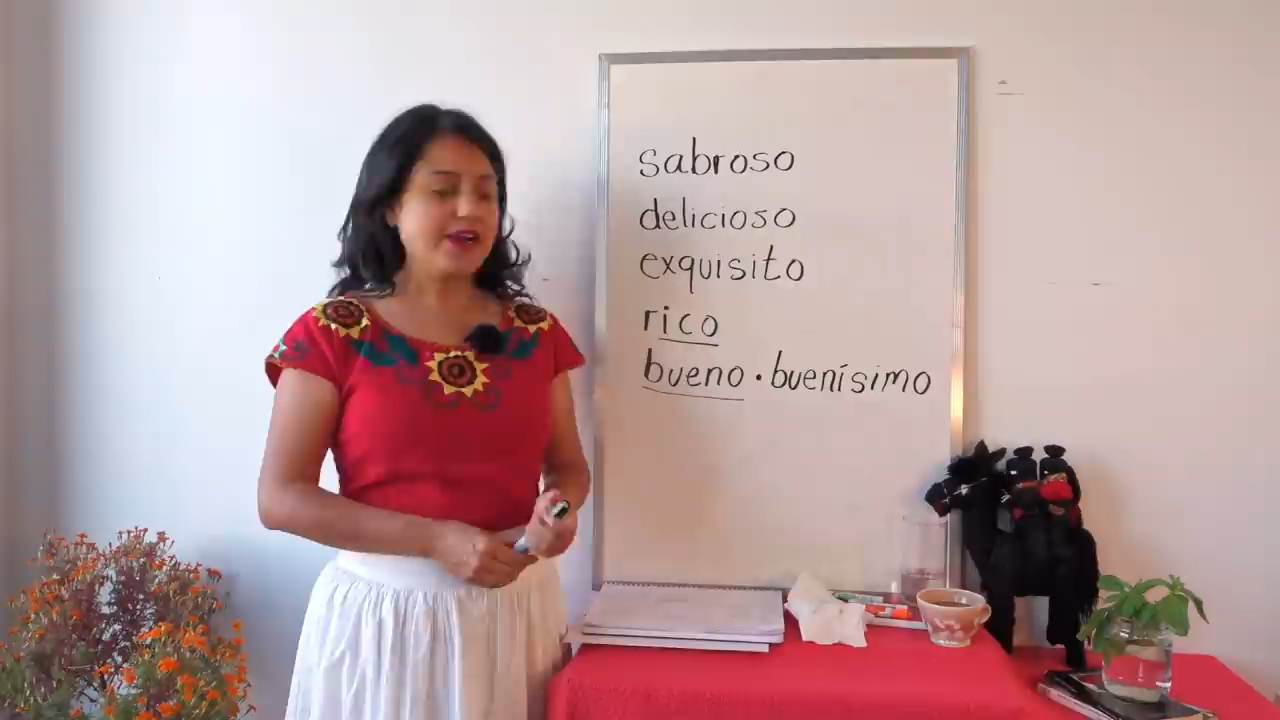 sabroso
delicioso
exquisito
rico
bueno · buenísimo